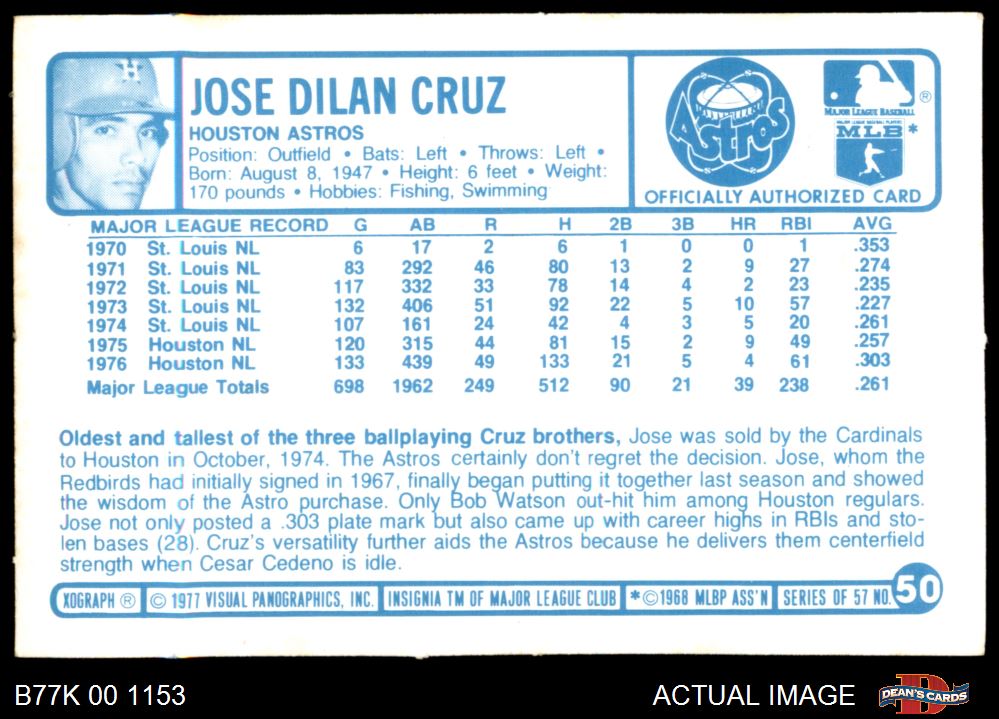 JOSE DILAN CRUZ
HOUSTON ASTROS
Position: Outfield • Bats: Left • Throws: Left •
Born: August 8, 1947 • Height: 6 feet • Weight:
170 pounds • Hobbies: Fishing, Swimming
H
Astros
MAJOR LEAGUE BASEBALL
®
MAJOR LEAGUE BASEBALL PLAYERS
MLB *
OFFICIALLY AUTHORIZED CARD
MAJOR LEAGUE RECORD G AB R H 2B 3B HR RBI AVG
1970 St. Louis NL 6 17 2 6 1 0 0 1 .353
1971 St. Louis NL 83 292 46 80 13 2 9 27 .274
1972 St. Louis NL 117 332 33 78 14 4 2 23 .235
1973 St. Louis NL 132 406 51 92 22 5 10 57 .227
1974 St. Louis NL 107 161 24 42 4 3 5 20 .261
1975 Houston NL 120 315 44 81 15 2 9 49 .257
1976 Houston NL 133 439 49 133 21 5 4 61 .303
Major League Totals 698 1962 249 512 90 21 39 238 .261
Oldest and tallest of the three ballplaying Cruz brothers, Jose was sold by the Cardinals
to Houston in October, 1974. The Astros certainly don't regret the decision. Jose, whom the
Redbirds had initially signed in 1967, finally began putting it together last season and showed
the wisdom of the Astro purchase. Only Bob Watson out-hit him among Houston regulars.
Jose not only posted a .303 plate mark but also came up with career highs in RBIs and sto-
len bases (28). Cruz's versatility further aids the Astros because he delivers them centerfield
strength when Cesar Cedeno is idle.
XOGRAPH ® © 1977 VISUAL PANOGRAPHICS, INC. INSIGNIA TM OF MAJOR LEAGUE CLUB *©1968 MLBP ASS'N SERIES OF 57 NO. 50
B77K 00 1153 ACTUAL IMAGE DEAN'S CARDS